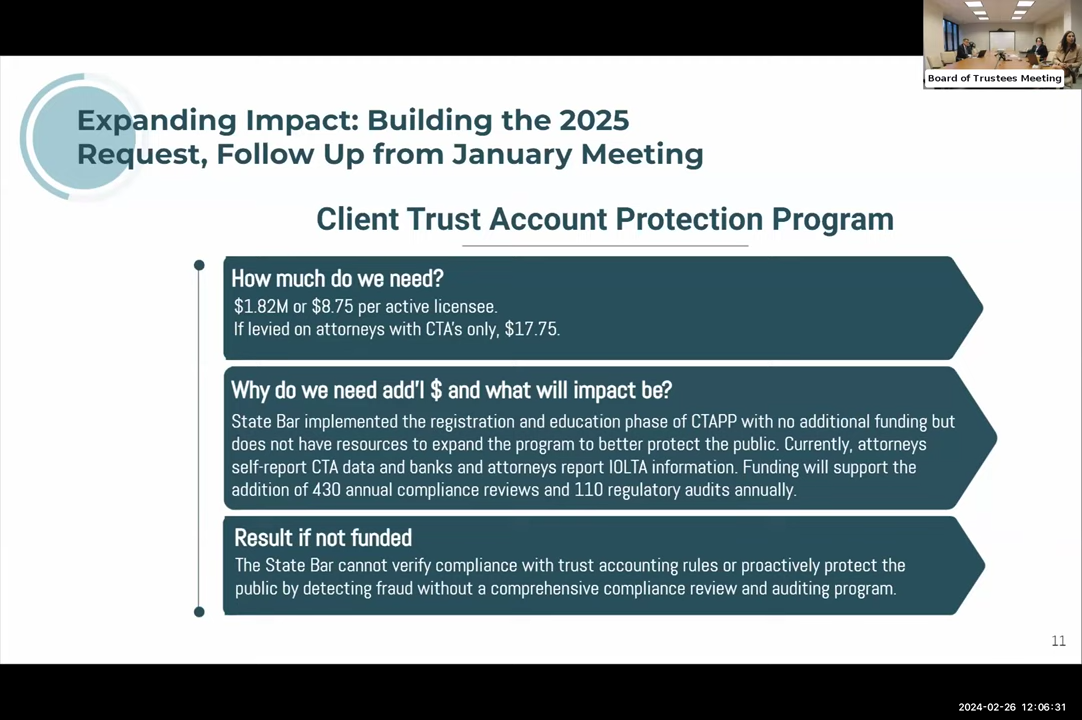 Board of Trustees Meeting
Expanding Impact: Building the 2025
Request, Follow Up from January Meeting
Client Trust Account Protection Program
How much do we need?
$1.82M or $8.75 per active licensee.
If levied on attorneys with CTA's only, $17.75.
Why do we need add'l $ and what will impact be?
State Bar implemented the registration and education phase of CTAPP with no additional funding but
does not have resources to expand the program to better protect the public. Currently, attorneys
self-report CTA data and banks and attorneys report IOLTA information. Funding will support the
addition of 430 annual compliance reviews and 110 regulatory audits annually.
Result if not funded
The State Bar cannot verify compliance with trust accounting rules or proactively protect the
public by detecting fraud without a comprehensive compliance review and auditing program.
11
2024-02-26 12:06:31